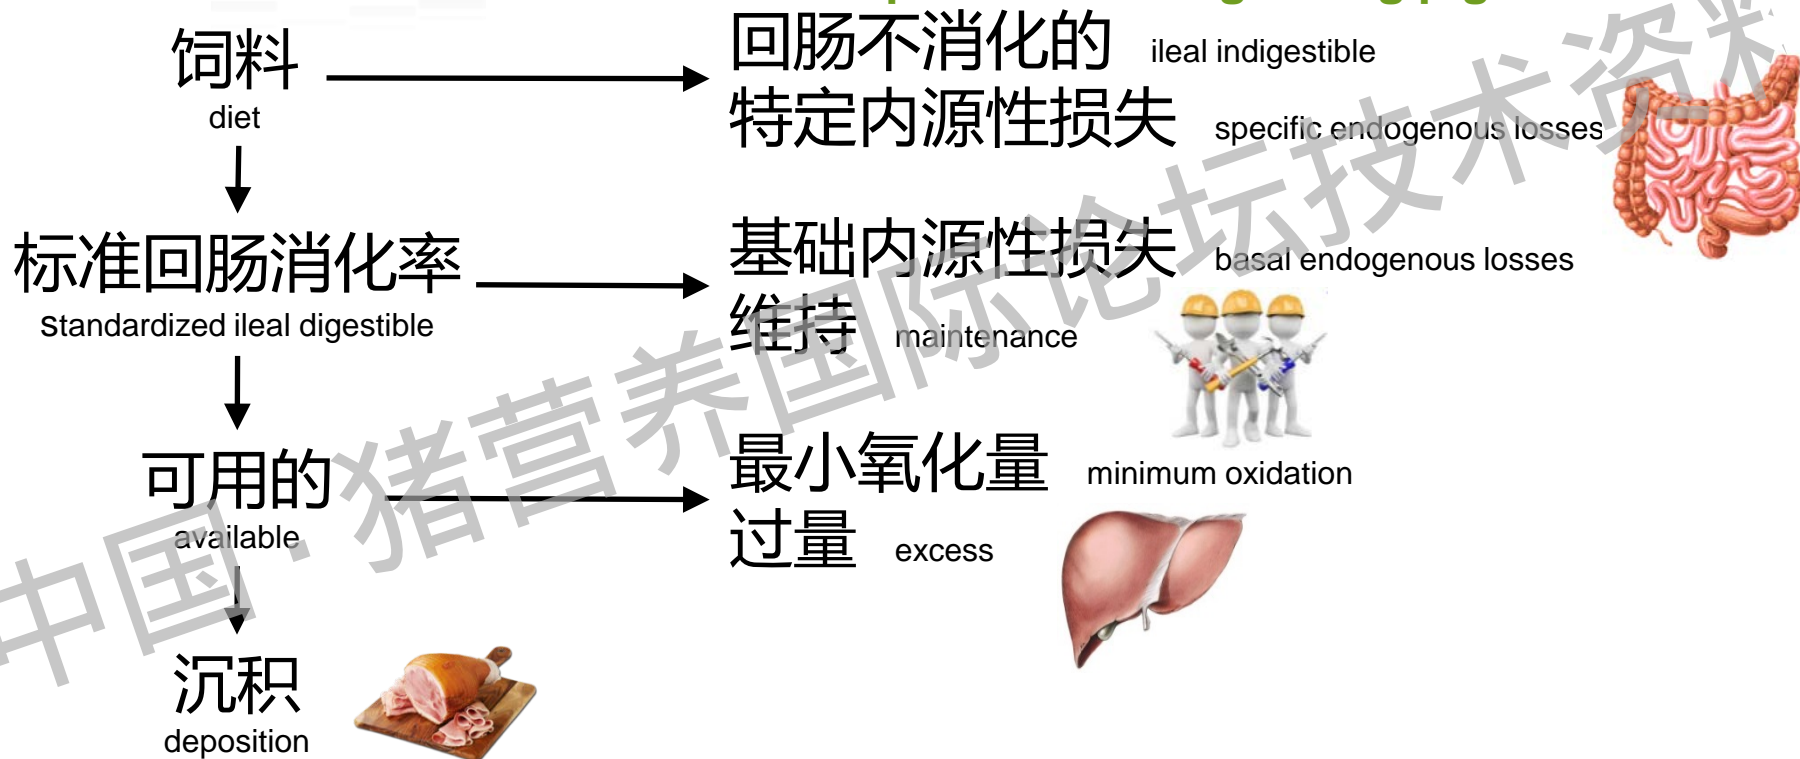 饲料
diet
回肠不消化的 ileal indigestible
特定内源性损失 specific endogenous losses
标准回肠消化率
standardized ileal digestible
基础内源性损失 basal endogenous losses
维持 maintenance
可用的
available
最小氧化量 minimum oxidation
过量 excess
沉积
deposition
中国·猪营养国际论坛技术资料